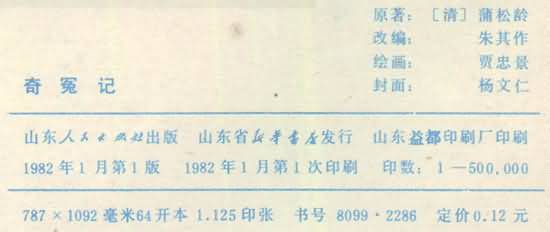 原著：［清］蒲松龄
改编：朱其作
绘画：贾忠景
封面：杨文仁
奇冤记
山东人民出版社出版 山东省新华书店发行 山东益都印刷厂印刷
1982年1月第1版 1982年1月第1次印刷 印数：1—500,000
787×1092毫米64开本 1.125印张 书号 8099·2286 定价0.12元